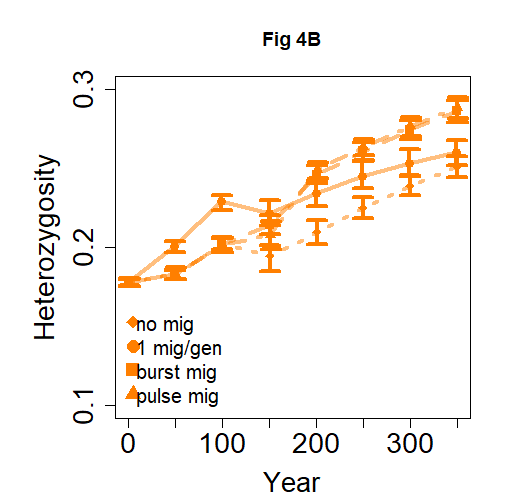 Fig 4B
0.3
0.2
0.1
Heterozygosity
no mig
1 mig/gen
burst mig
pulse mig
0 100 200 300
Year